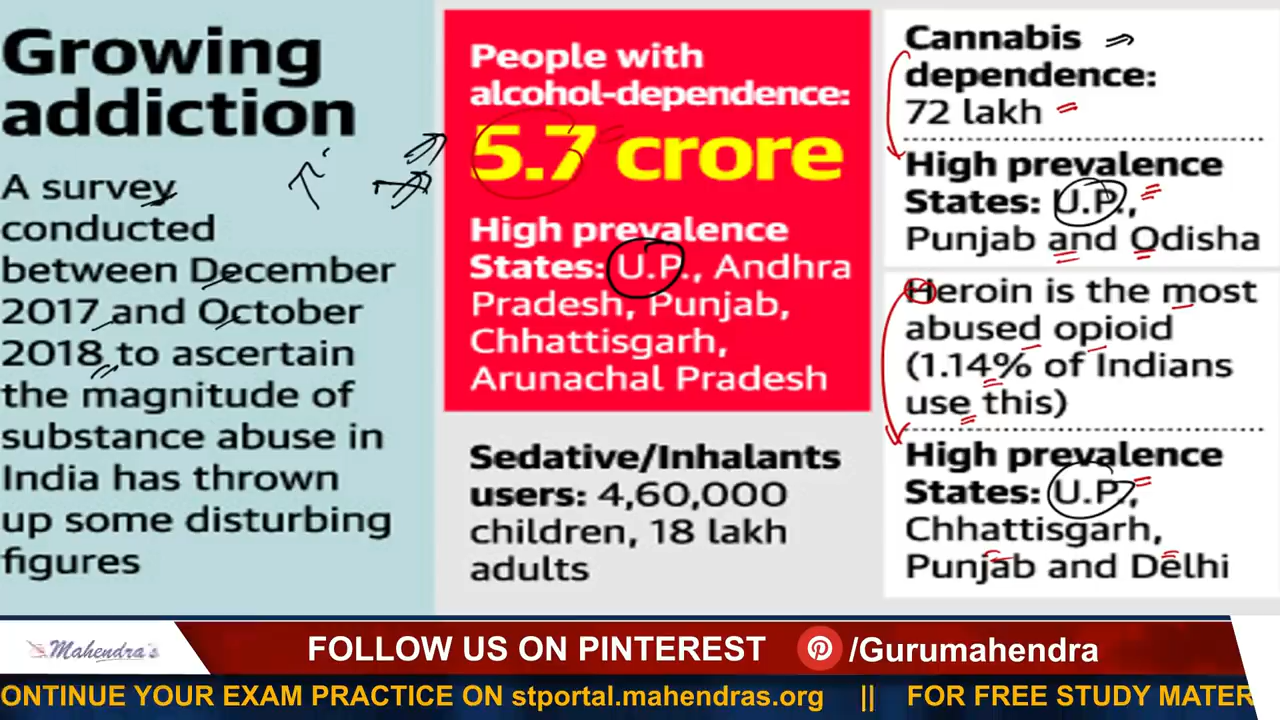 Growing
addiction
A survey
conducted
between December
2017 and October
2018 to ascertain
the magnitude of
substance abuse in
India has thrown
up some disturbing
figures
People with
alcohol-dependence:
5.7 crore
High prevalence
States: U.P., Andhra
Pradesh, Punjab,
Chhattisgarh,
Arunachal Pradesh
Sedative/Inhalants
users: 4,60,000
children, 18 lakh
adults
Cannabis
dependence:
72 lakh
High prevalence
States: U.P.,
Punjab and Odisha
Heroin is the most
abused opioid
(1.14% of Indians
use this)
High prevalence
States: U.P.,
Chhattisgarh,
Punjab and Delhi
Mahendra's
FOLLOW US ON PINTEREST /Gurumahendra
ONTINUE YOUR EXAM PRACTICE ON stportal.mahendras.org || FOR FREE STUDY MATER